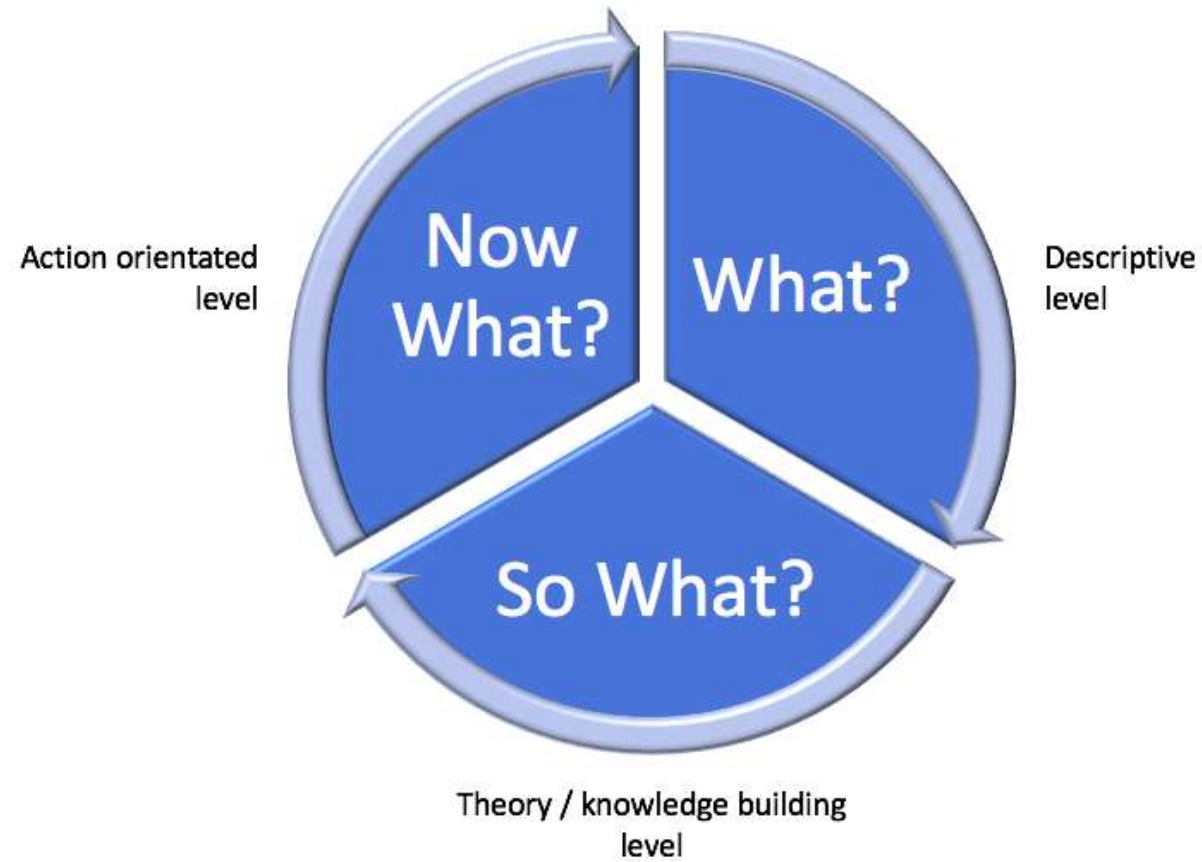 Now
What?
What?
So What?
Action orientated
level
Descriptive
level
Theory / knowledge building
level